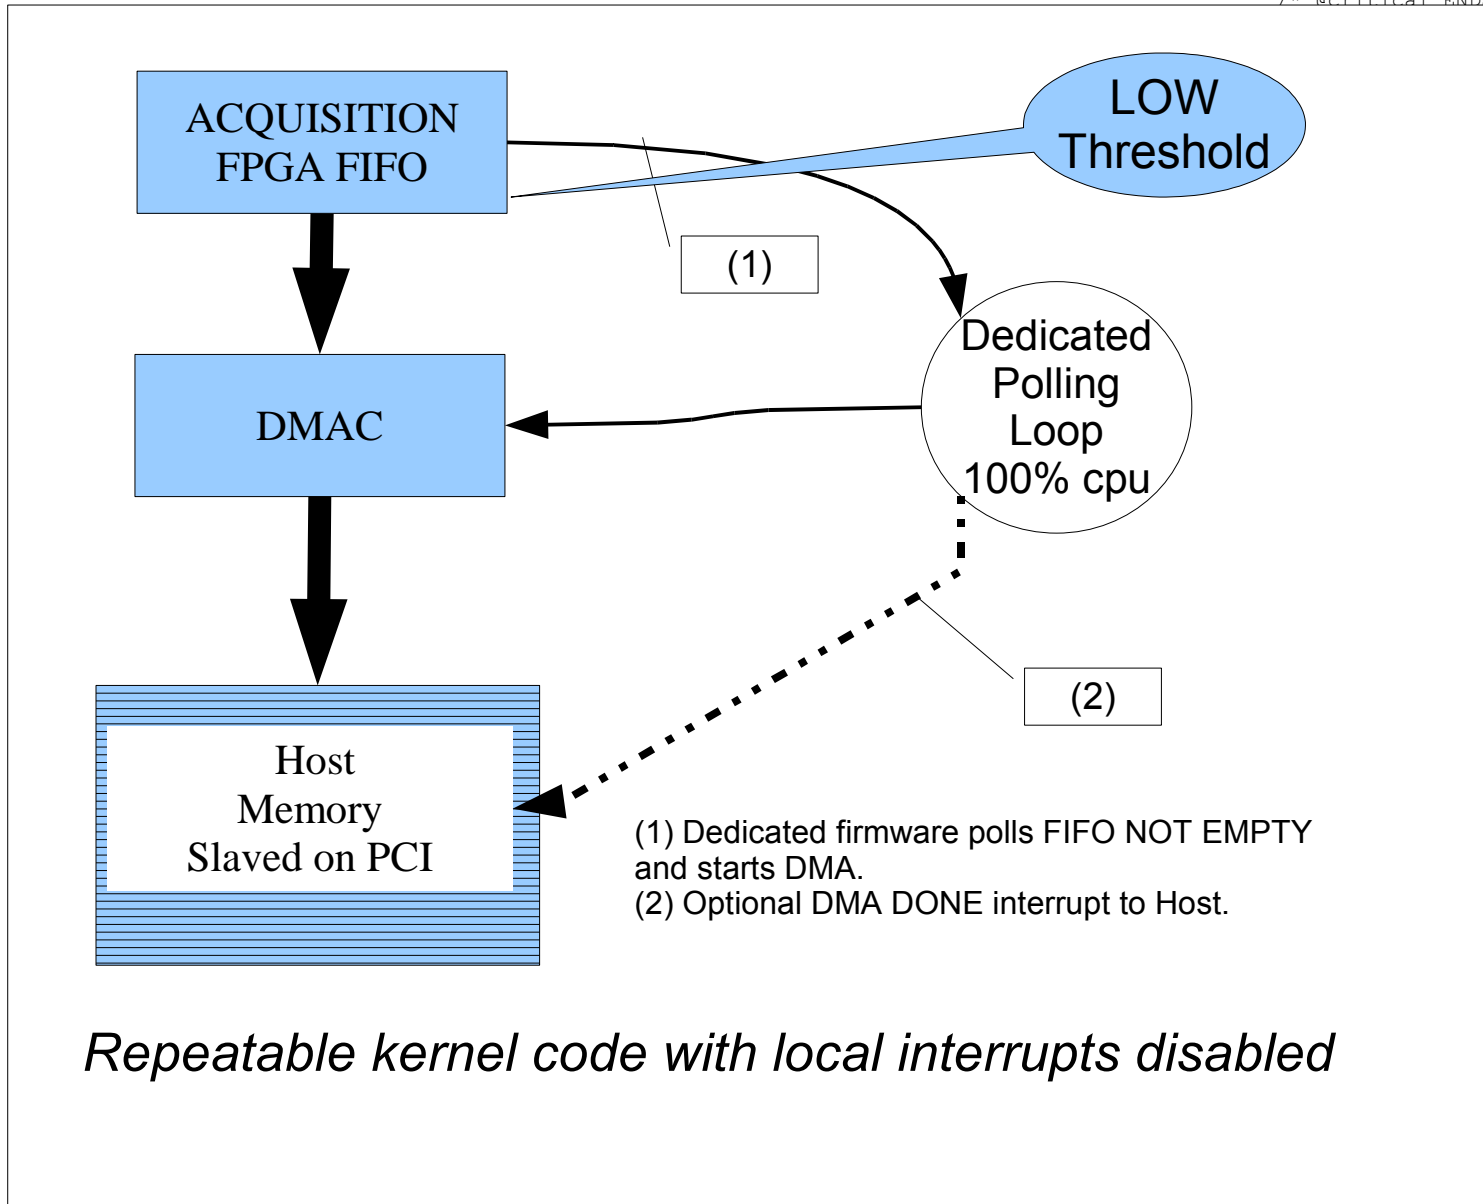 ACQUISITION
FPGA FIFO
LOW
Threshold
(1)
Dedicated
Polling
Loop
100% cpu
DMAC
(2)
Host
Memory
Slaved on PCI
(1) Dedicated firmware polls FIFO NOT EMPTY
and starts DMA.
(2) Optional DMA DONE interrupt to Host.
Repeatable kernel code with local interrupts disabled